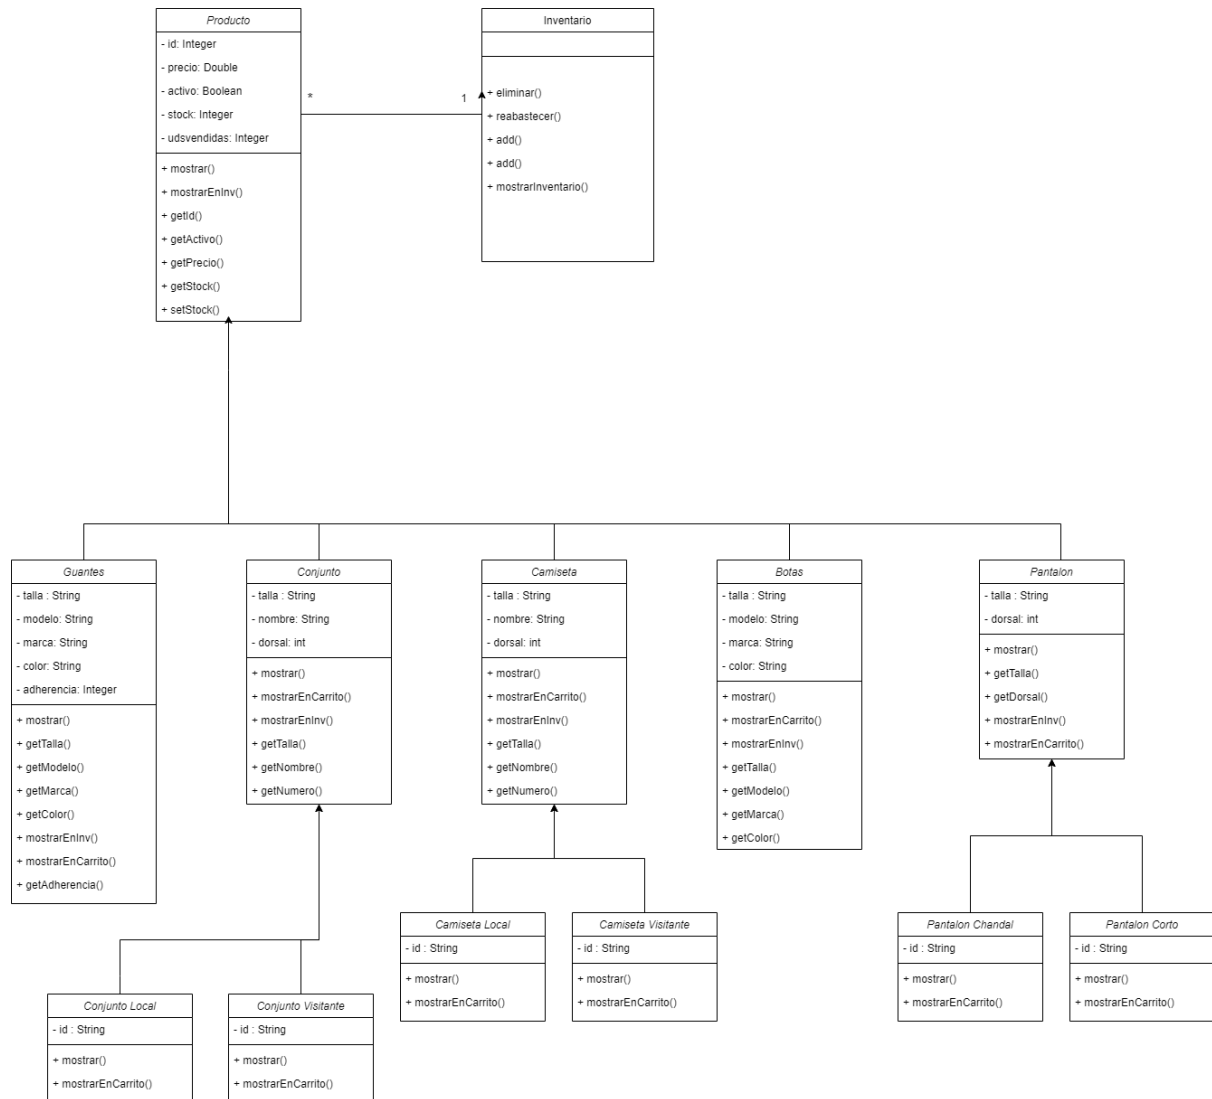 Producto
- id: Integer
- precio: Double
- activo: Boolean
- stock: Integer
- udsvendidas: Integer
+ mostrar()
+ mostrarEnInv()
+ getId()
+ getActivo()
+ getPrecio()
+ getStock()
+ setStock()
*
1
Inventario
+ eliminar()
+ reabastecer()
+ add()
+ add()
+ mostrarInventario()
Guantes
- talla : String
- modelo: String
- marca: String
- color: String
- adherencia: Integer
+ mostrar()
+ getTalla()
+ getModelo()
+ getMarca()
+ getColor()
+ mostrarEnInv()
+ mostrarEnCarrito()
+ getAdherencia()
Conjunto
- talla : String
- nombre: String
- dorsal: int
+ mostrar()
+ mostrarEnCarrito()
+ mostrarEnInv()
+ getTalla()
+ getNombre()
+ getNumero()
Camiseta
- talla : String
- nombre: String
- dorsal: int
+ mostrar()
+ mostrarEnCarrito()
+ mostrarEnInv()
+ getTalla()
+ getNombre()
+ getNumero()
Botas
- talla : String
- modelo: String
- marca: String
- color: String
+ mostrar()
+ mostrarEnCarrito()
+ mostrarEnInv()
+ getTalla()
+ getModelo()
+ getMarca()
+ getColor()
Pantalon
- talla : String
- dorsal: int
+ mostrar()
+ getTalla()
+ getDorsal()
+ mostrarEnInv()
+ mostrarEnCarrito()
Conjunto Local
- id : String
+ mostrar()
+ mostrarEnCarrito()
Conjunto Visitante
- id : String
+ mostrar()
+ mostrarEnCarrito()
Camiseta Local
- id : String
+ mostrar()
+ mostrarEnCarrito()
Camiseta Visitante
- id : String
+ mostrar()
+ mostrarEnCarrito()
Pantalon Chandal
- id : String
+ mostrar()
+ mostrarEnCarrito()
Pantalon Corto
- id : String
+ mostrar()
+ mostrarEnCarrito()